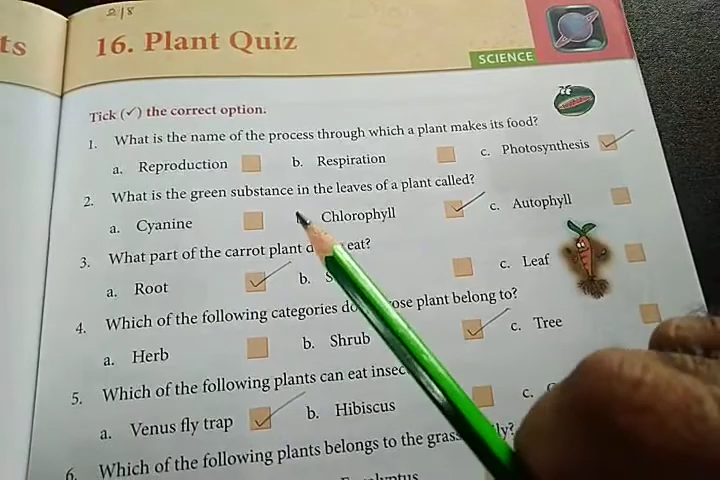 2/8
ts
16. Plant Quiz
SCIENCE
Tick (✓) the correct option.
1. What is the name of the process through which a plant makes its food?
a. Reproduction b. Respiration c. Photosynthesis ✓
2. What is the green substance in the leaves of a plant called?
a. Cyanine Chlorophyll ✓ c. Autophyll
3. What part of the carrot plant eat?
a. Root ✓ b. c. Leaf
4. Which of the following categories plant belong to?
a. Herb b. Shrub ✓ c. Tree
5. Which of the following plants can eat
a. Venus fly trap ✓ b. Hibiscus c.
6. Which of the following plants belongs to the